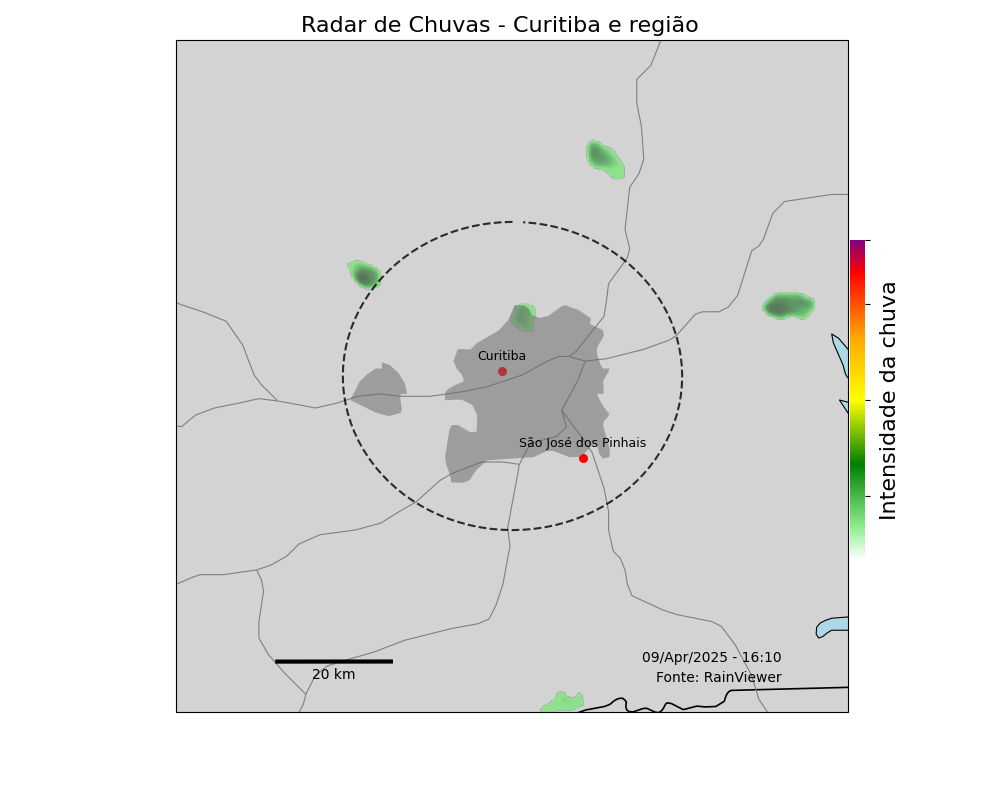 Radar de Chuvas - Curitiba e região
Curitiba
São José dos Pinhais
Intensidade da chuva
09/Apr/2025 - 16:10
Fonte: RainViewer
20 km